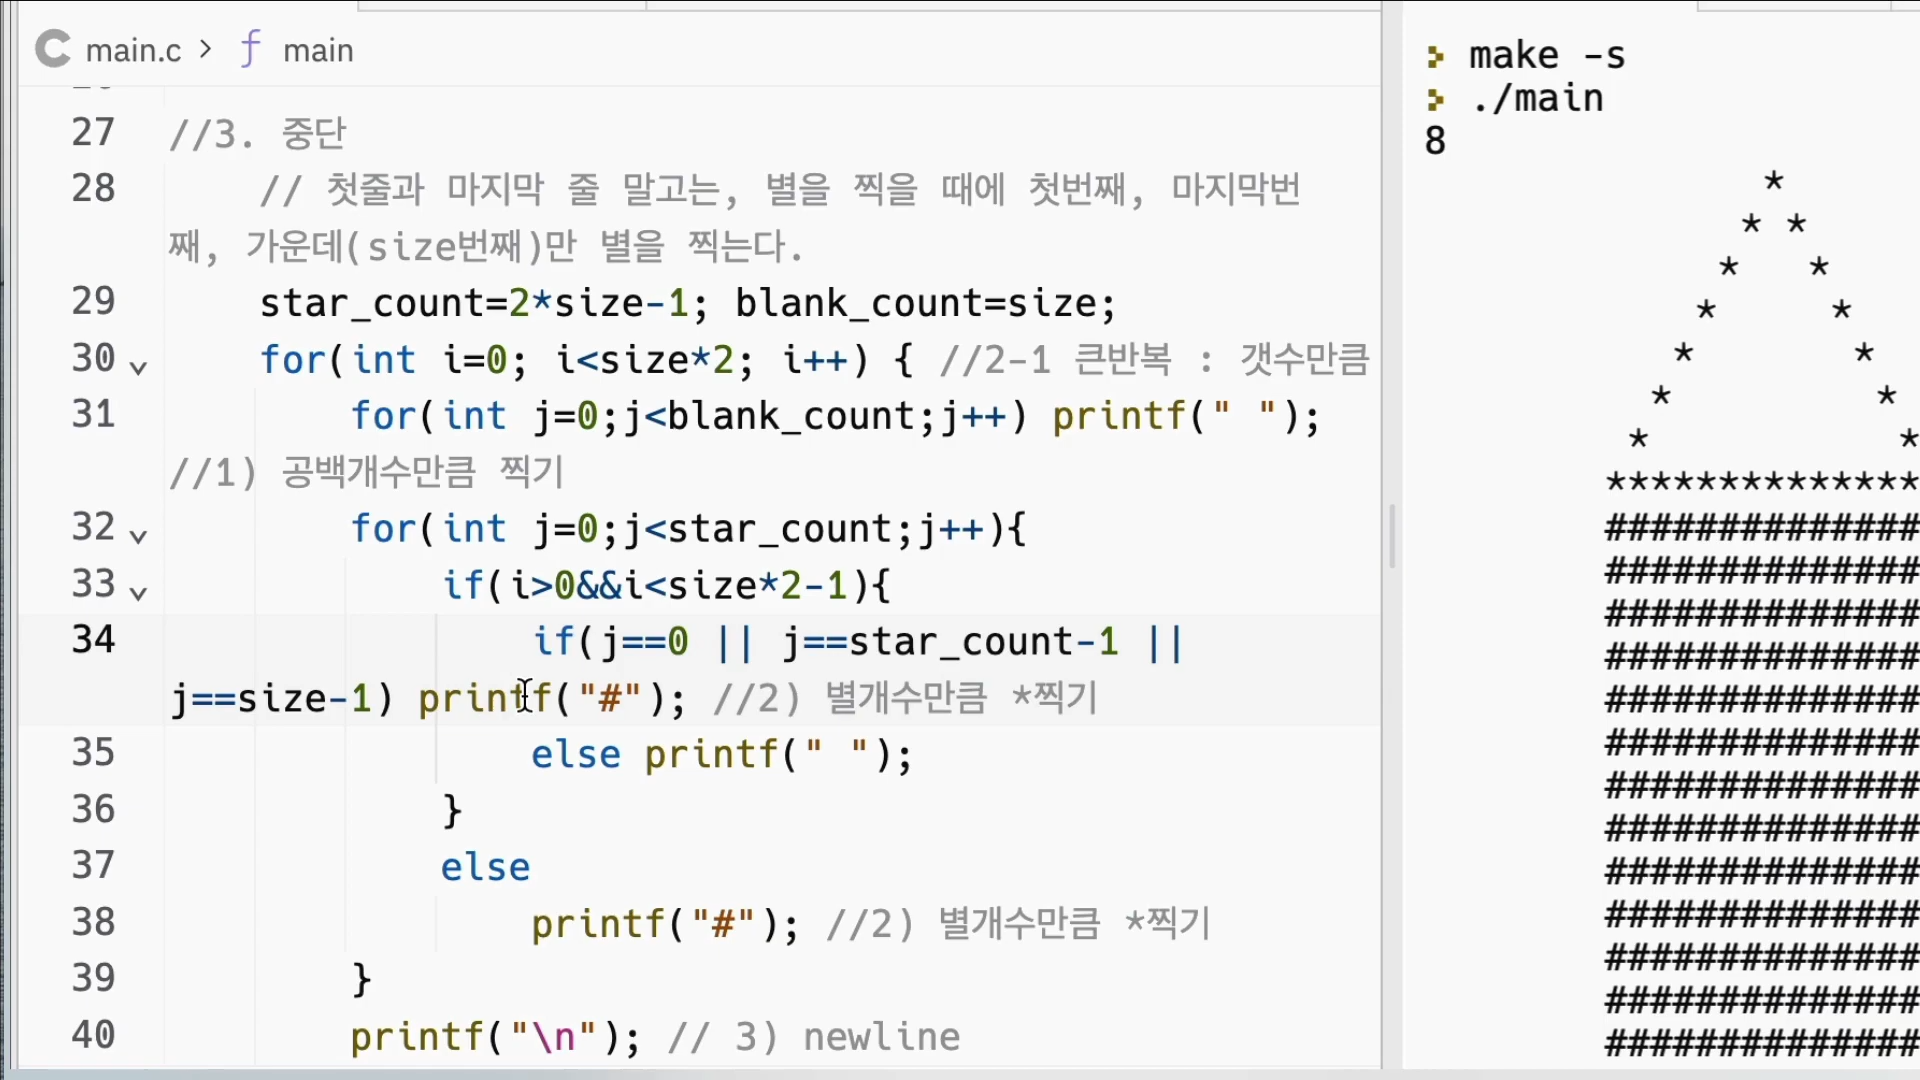 main.c > f main
27 //3. 중단
28 // 첫줄과 마지막 줄 말고는, 별을 찍을 때에 첫번째, 마지막번
째, 가운데(size번째)만 별을 찍는다.
29 star_count=2*size-1; blank_count=size;
30 for(int i=0; i<size*2; i++) { //2-1 큰반복 : 갯수만큼
31 for(int j=0;j<blank_count;j++) printf(" ");
//1) 공백개수만큼 찍기
32 for(int j=0;j<star_count;j++){
33 if(i>0&&i<size*2-1){
34 if(j==0 || j==star_count-1 ||
j==size-1) printf("#"); //2) 별개수만큼 *찍기
35 else printf(" ");
36 }
37 else
38 printf("#"); //2) 별개수만큼 *찍기
39 }
40 printf("\n"); // 3) newline
make -s
./main
8
*
* *
* *
* *
* *
* *
* *
**************
##############
##############
##############
##############
##############
##############
##############
##############
##############
##############
##############
##############
##############